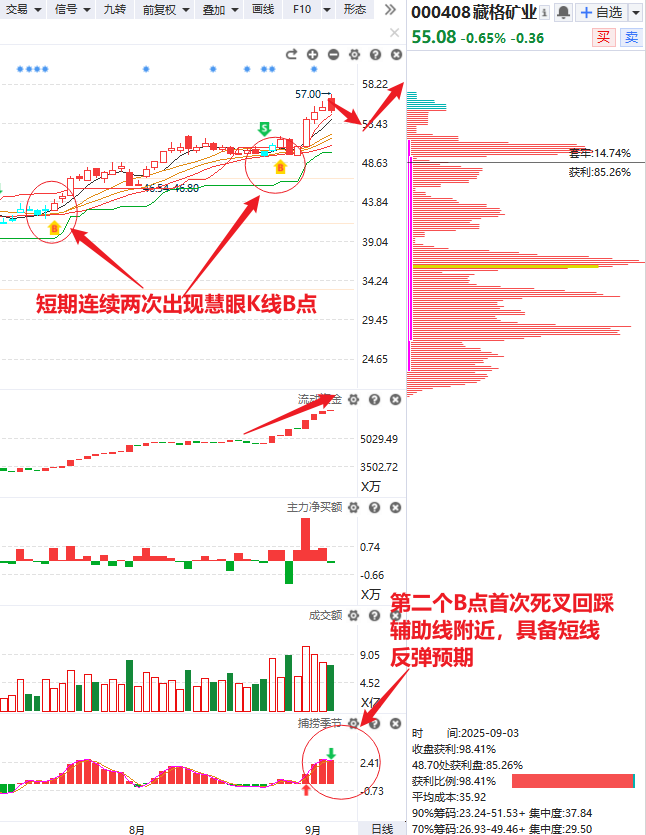 交易
信号
九转
前复权
叠加
画线
F10
形态
000408 藏格矿业
自选
55.08 -0.65% -0.36
买 卖
58.22
57.00
53.43
套牢:14.74%
获利:85.26%
48.63
S
B
46.54-46.80
43.84
B
39.04
34.24
短期连续两次出现慧眼K线B点
29.45
24.65
5029.49
3502.72
X万
主力净买额
0.74
-0.66
X万
第二个B点首次死叉回踩
辅助线附近，具备短线
反弹预期
成交额
9.05
4.52
X亿
捕捞季节
2.41
-0.73
8月
9月
日线
时 间:2025-09-03
收盘获利:98.41%
48.70处获利盘:85.26%
获利比例:98.41%
平均成本:35.92
90%筹码:23.24-51.53 集中度:37.84
70%筹码:26.93-49.46 集中度:29.50